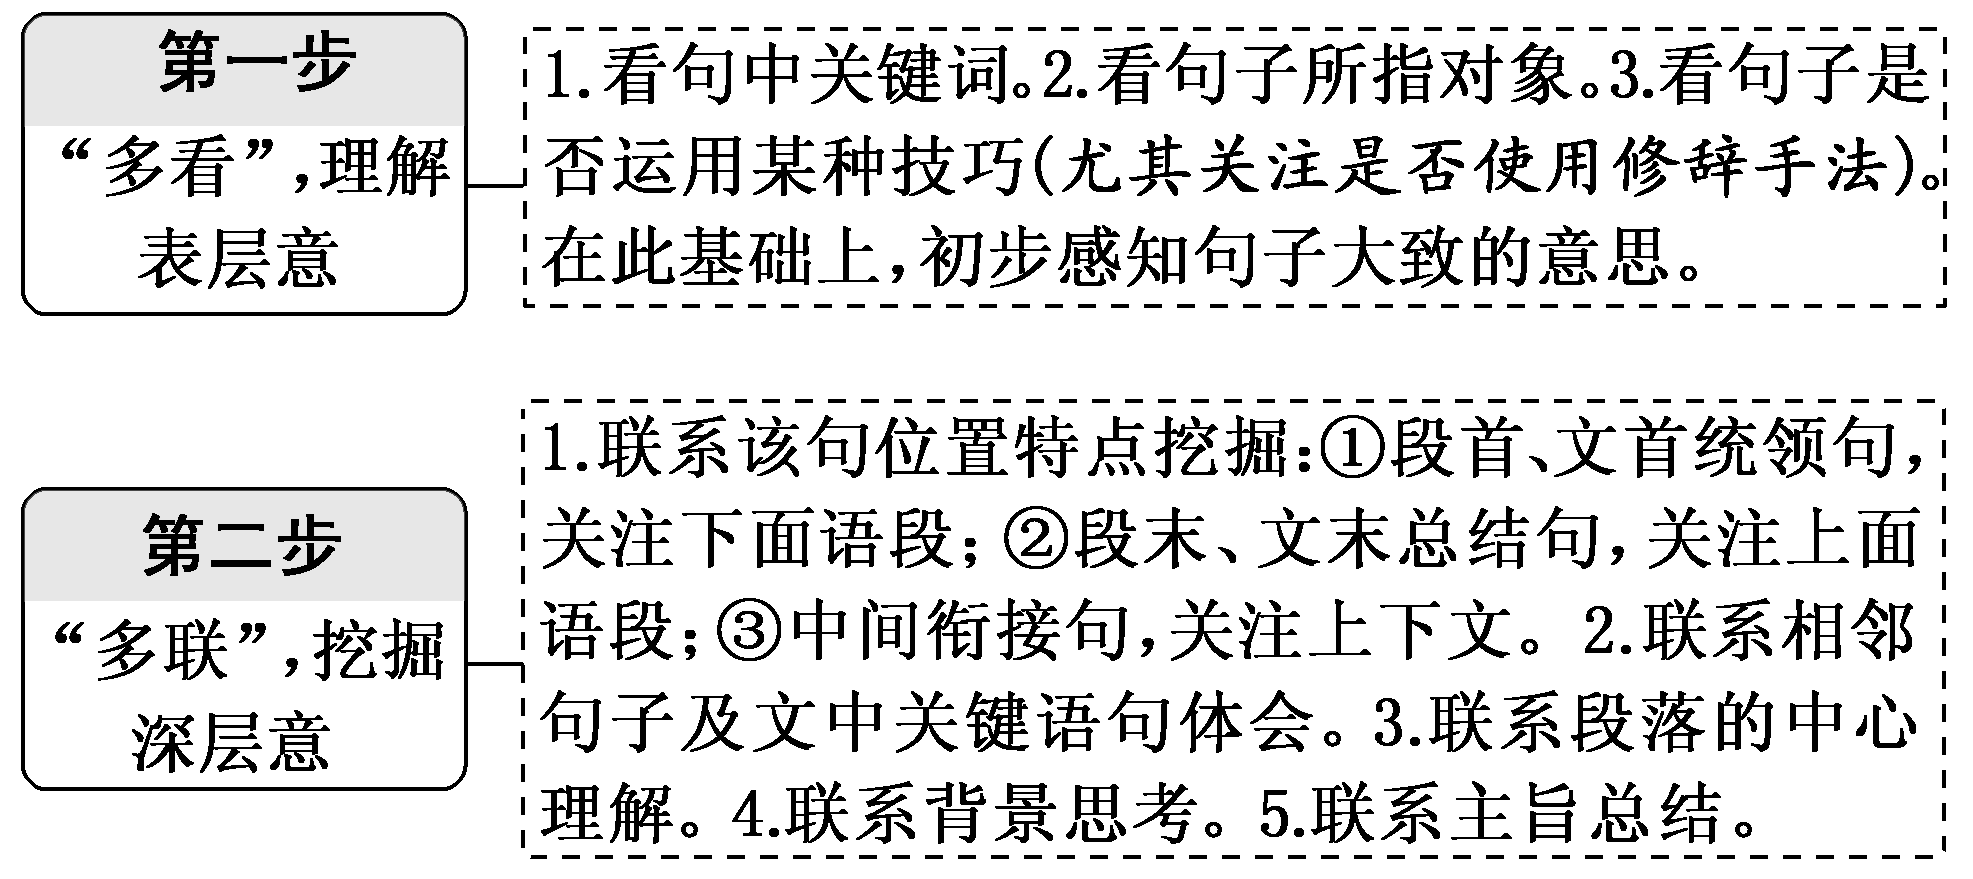 第一步
“多看”,理解
表层意
1.看句中关键词。2.看句子所指对象。3.看句子是
否运用某种技巧(尤其关注是否使用修辞手法)。
在此基础上,初步感知句子大致的意思。
第二步
“多联”,挖掘
深层意
1.联系该句位置特点挖掘:①段首、文首统领句,
关注下面语段;②段末、文末总结句,关注上面
语段;③中间衔接句,关注上下文。2.联系相邻
句子及文中关键语句体会。3.联系段落的中心
理解。4.联系背景思考。5.联系主旨总结。